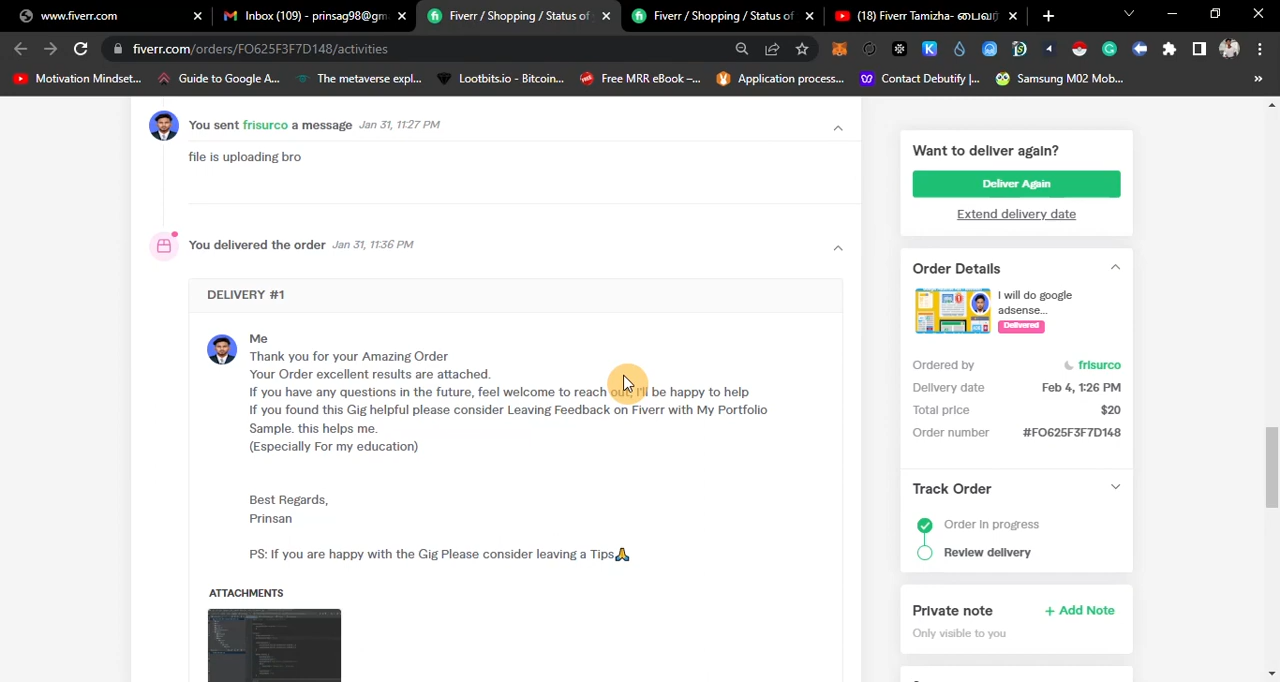 www.fiverr.com
Inbox (109) - prinsag98@gm
Fiverr / Shopping / Status of
Fiverr / Shopping / Status of
(18) Fiverr Tamizha- பைவர்
fiverr.com/orders/FO625F3F7D148/activities
Motivation Mindset...
Guide to Google A...
The metaverse expl...
Lootbits.io - Bitcoin...
Free MRR eBook –...
Application process...
Contact Debutify |...
Samsung M02 Mob...
You sent frisurco a message Jan 31, 11:27 PM
file is uploading bro
You delivered the order Jan 31, 11:36 PM
DELIVERY #1
Me
Thank you for your Amazing Order
Your Order excellent results are attached.
If you have any questions in the future, feel welcome to reach out, I'll be happy to help
If you found this Gig helpful please consider Leaving Feedback on Fiverr with My Portfolio
Sample. this helps me.
(Especially For my education)
Best Regards,
Prinsan
PS: If you are happy with the Gig Please consider leaving a Tips🙏
ATTACHMENTS
Want to deliver again?
Deliver Again
Extend delivery date
Order Details
I will do google
adsense...
Delivered
Ordered by frisurco
Delivery date Feb 4, 1:26 PM
Total price $20
Order number #FO625F3F7D148
Track Order
Order in progress
Review delivery
Private note + Add Note
Only visible to you